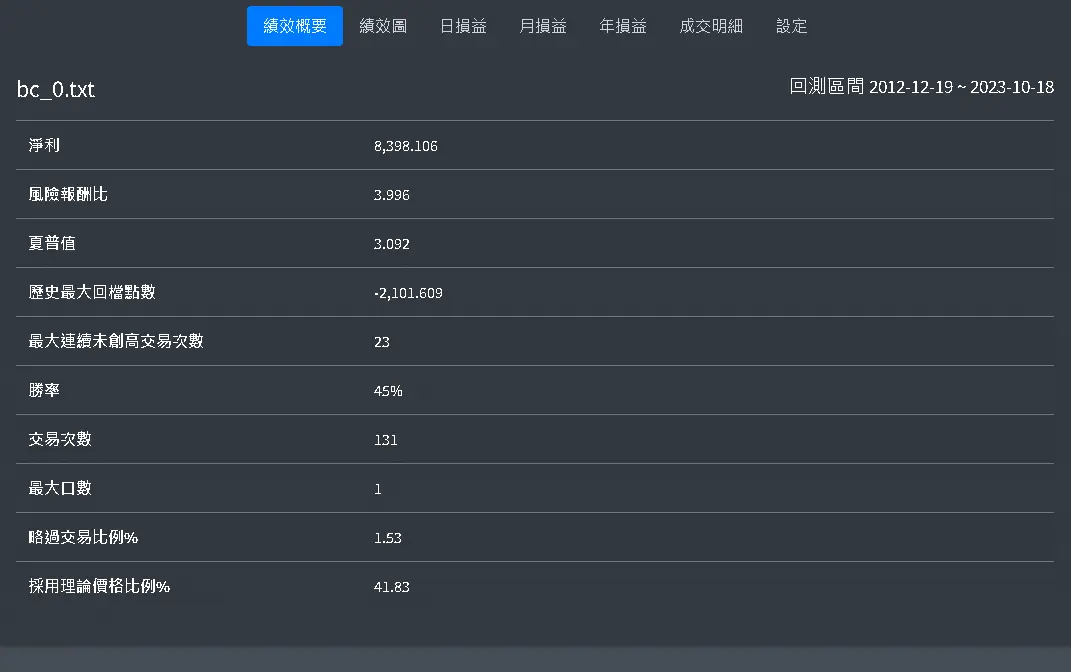 績效概要 績效圖 日損益 月損益 年損益 成交明細 設定
bc_0.txt 回測區間 2012-12-19 ~ 2023-10-18
淨利 8,398.106
風險報酬比 3.996
夏普值 3.092
歷史最大回檔點數 -2,101.609
最大連續未創高交易次數 23
勝率 45%
交易次數 131
最大口數 1
略過交易比例% 1.53
採用理論價格比例% 41.83